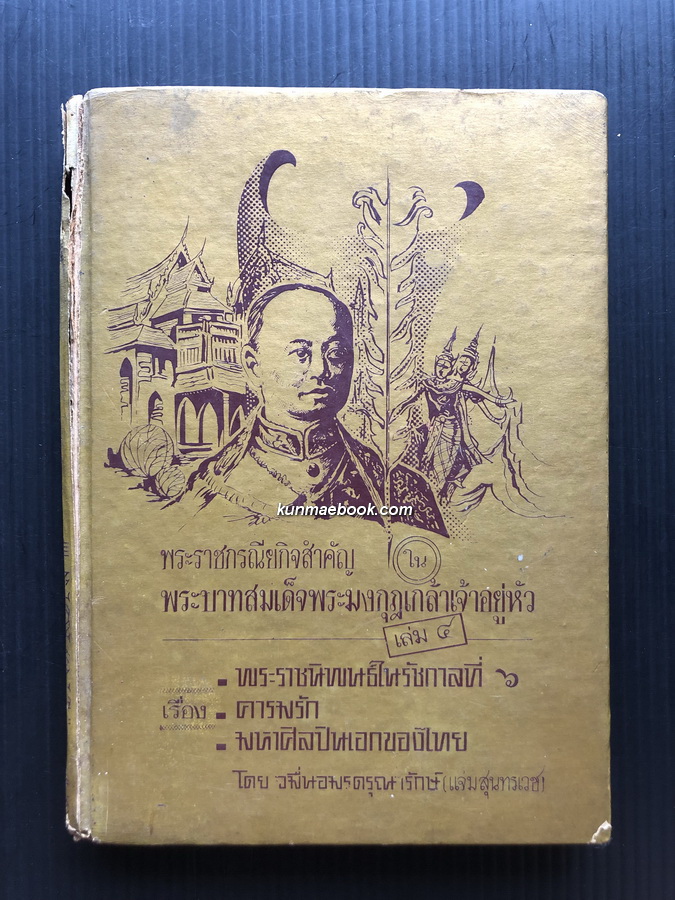 kunmaebook.com
พระราชกรณียกิจสำคัญ ใน
พระบาทสมเด็จพระมงกุฎเกล้าเจ้าอยู่หัว
เล่ม ๔
เรื่อง
▪ พระราชนิพนธ์ในรัชกาลที่ ๖
▪ คารมรัก
▪ มหาศิลปินเอกของไทย
โดย จมื่นอมรดรุณารักษ์ (แจ่มสุนทรเวช)